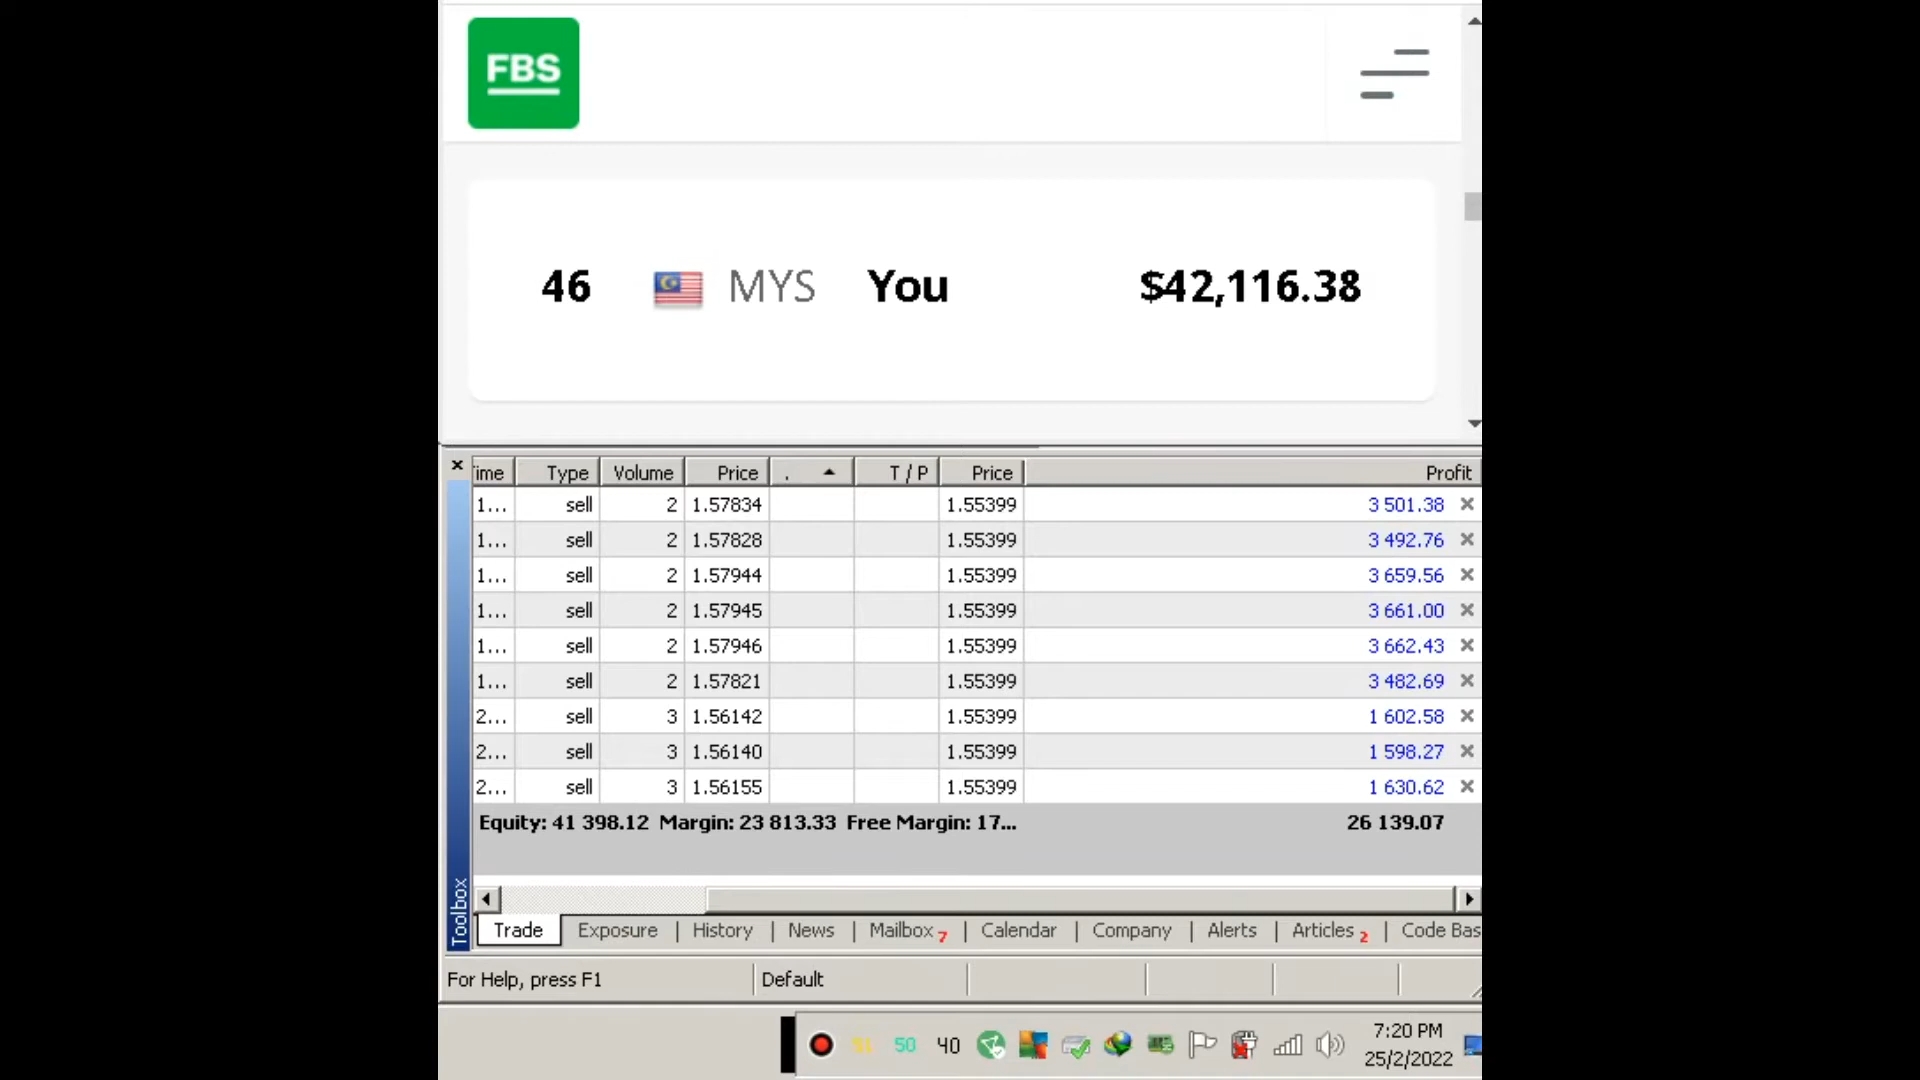 FBS
46 MYS You $42,116.38
ime Type Volume Price . T / P Price Profit
1... sell 2 1.57834 1.55399 3 501.38
1... sell 2 1.57828 1.55399 3 492.76
1... sell 2 1.57944 1.55399 3 659.56
1... sell 2 1.57945 1.55399 3 661.00
1... sell 2 1.57946 1.55399 3 662.43
1... sell 2 1.57821 1.55399 3 482.69
2... sell 3 1.56142 1.55399 1 602.58
2... sell 3 1.56140 1.55399 1 598.27
2... sell 3 1.56155 1.55399 1 630.62
Equity: 41 398.12 Margin: 23 813.33 Free Margin: 17... 26 139.07
Toolbox
Trade Exposure | History | News | Mailbox 7 | Calendar | Company | Alerts | Articles 2 | Code Bas
For Help, press F1 Default
50 40 7:20 PM
25/2/2022